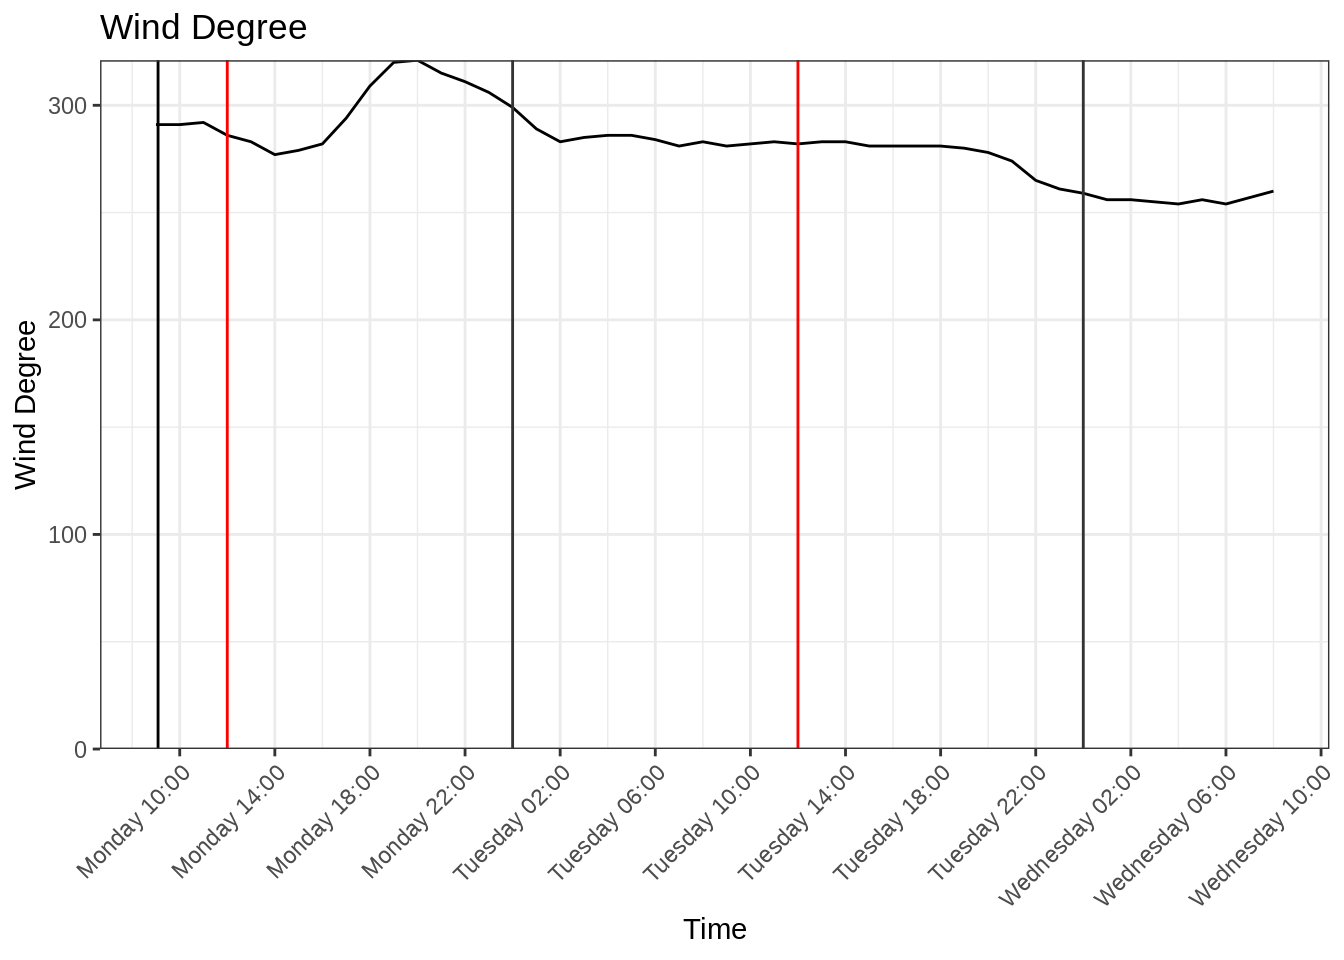 Wind Degree
Wind Degree
300
200
100
0
Monday 10:00
Monday 14:00
Monday 18:00
Monday 22:00
Tuesday 02:00
Tuesday 06:00
Tuesday 10:00
Tuesday 14:00
Tuesday 18:00
Tuesday 22:00
Wednesday 02:00
Wednesday 06:00
Wednesday 10:00
Time